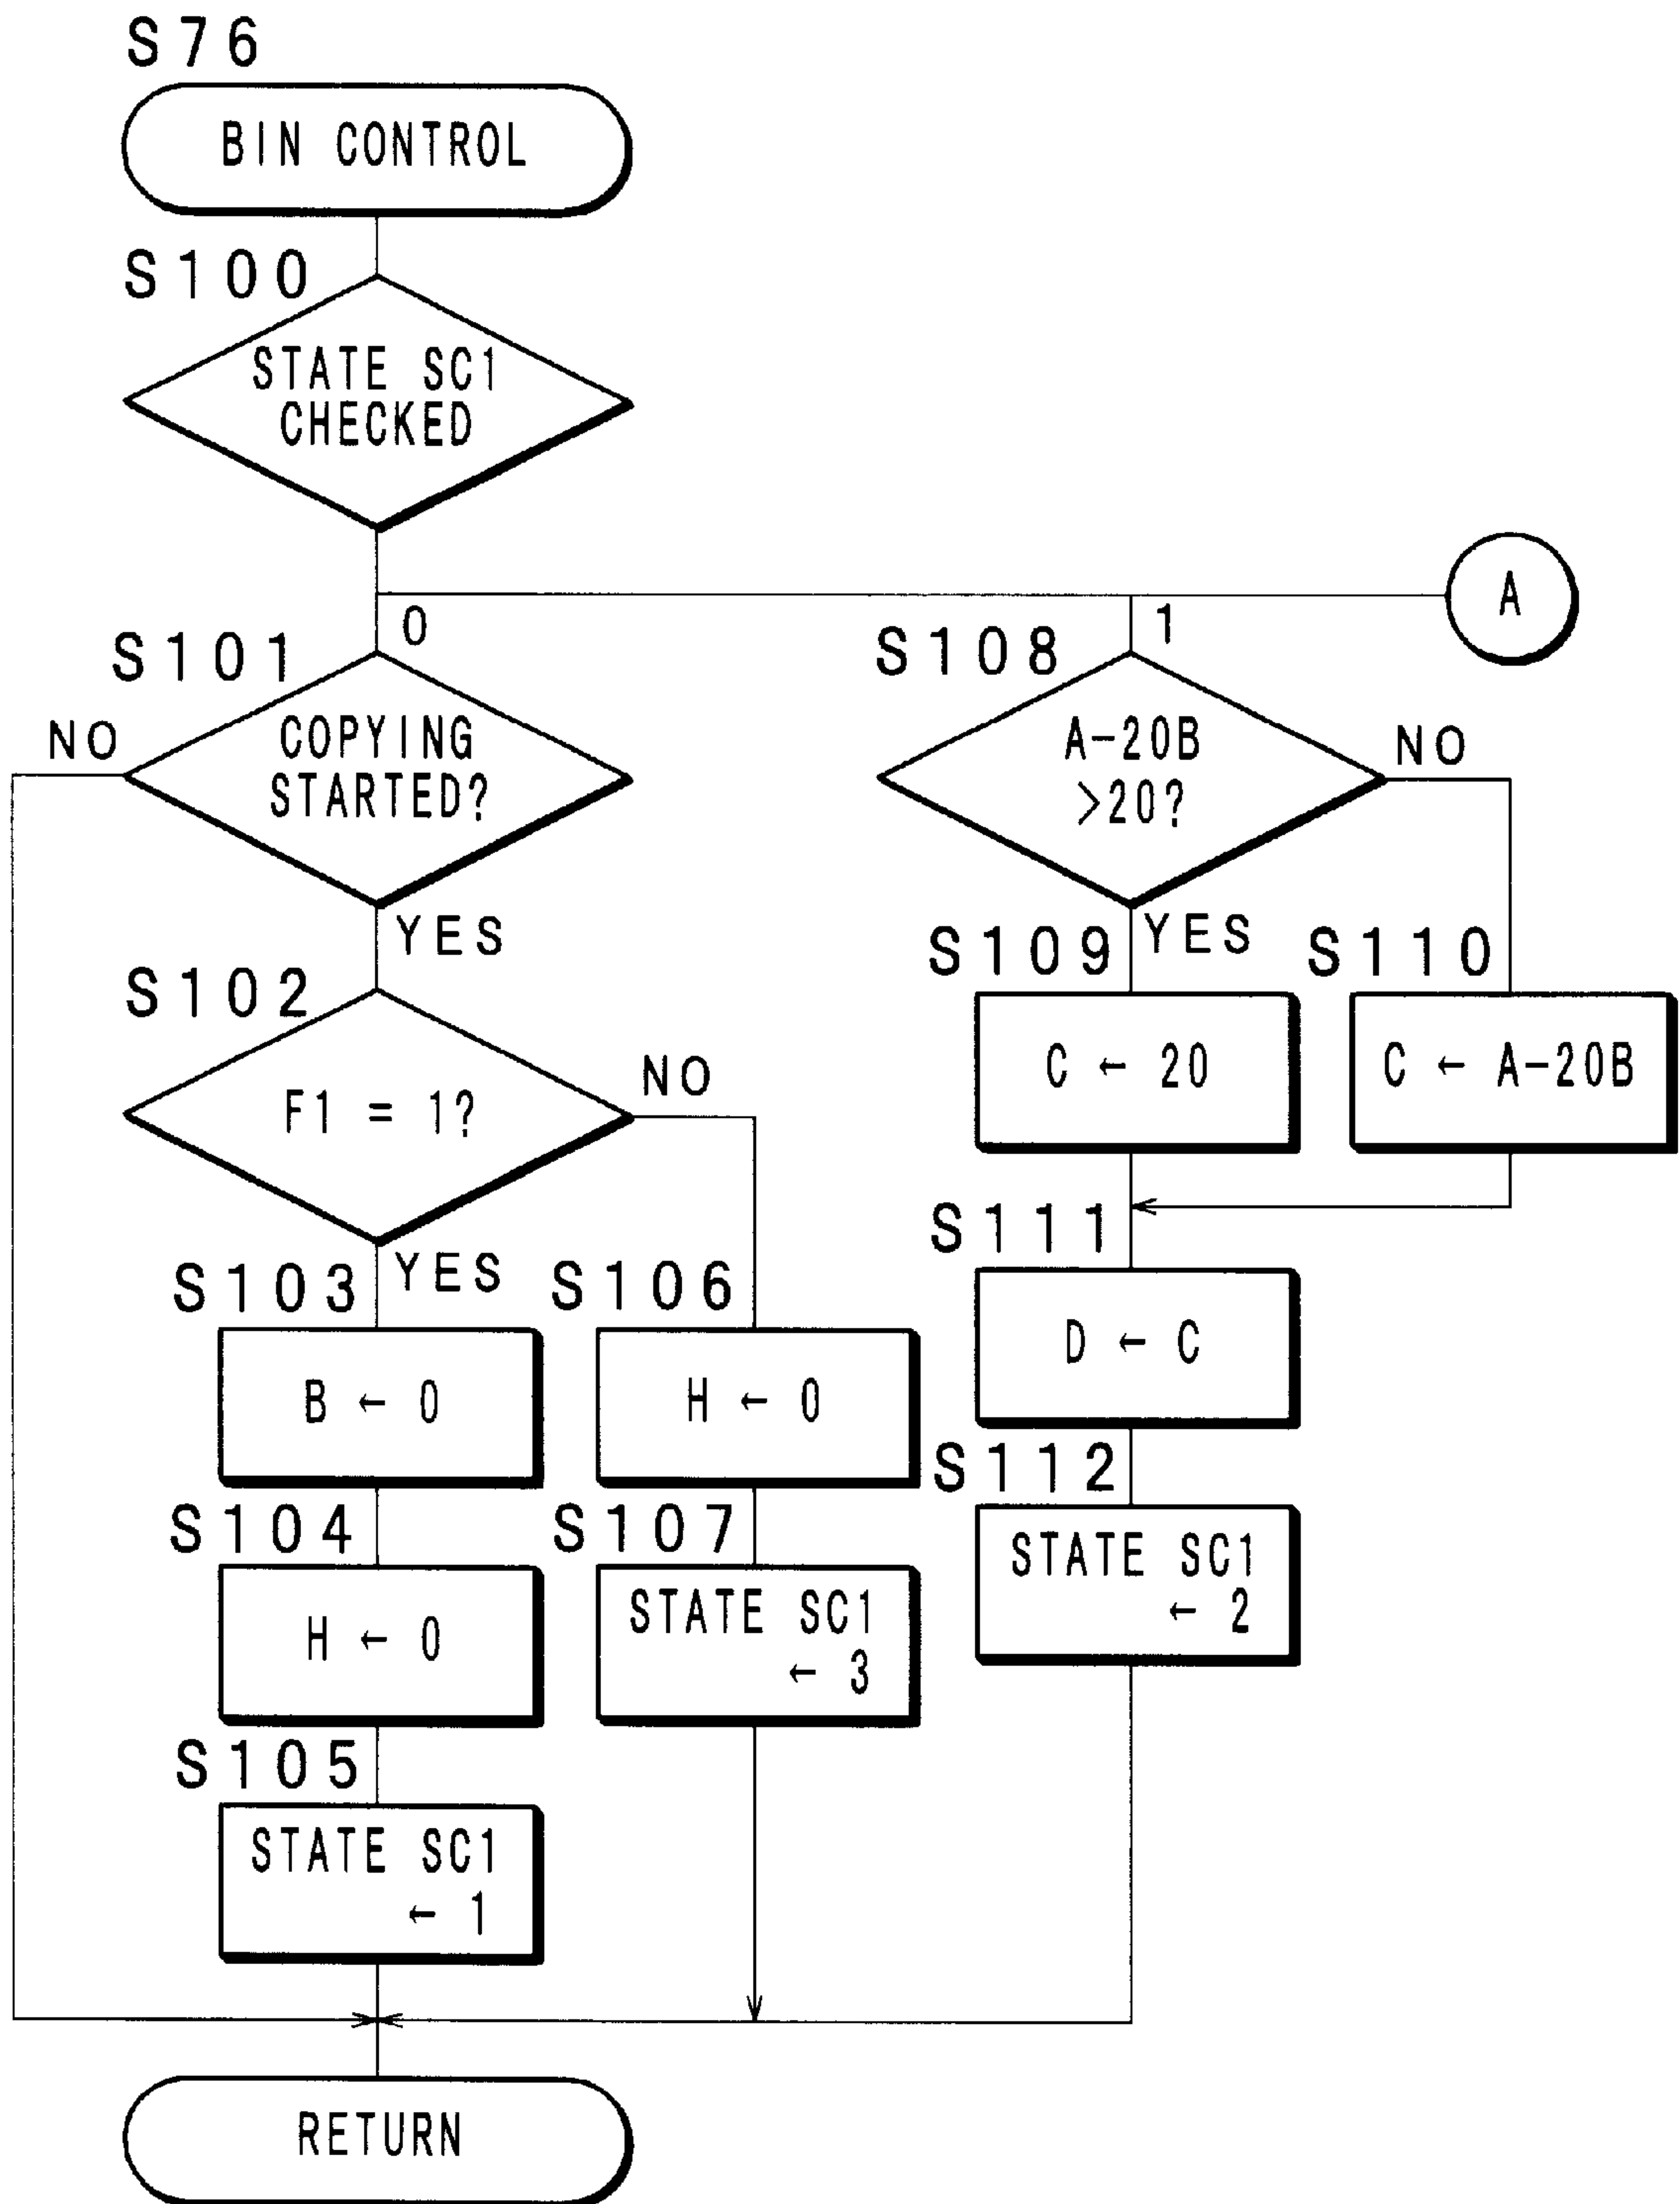 S76
BIN CONTROL
S100
STATE SC1
CHECKED
A
0
1
S101
COPYING
STARTED?
NO
YES
S102
F1 = 1?
NO
YES
S103
B ← 0
S104
H ← 0
S105
STATE SC1
← 1
S106
H ← 0
S107
STATE SC1
← 3
S108
A-20B
>20?
NO
YES
S109
C ← 20
S110
C ← A-20B
S111
D ← C
S112
STATE SC1
← 2
RETURN